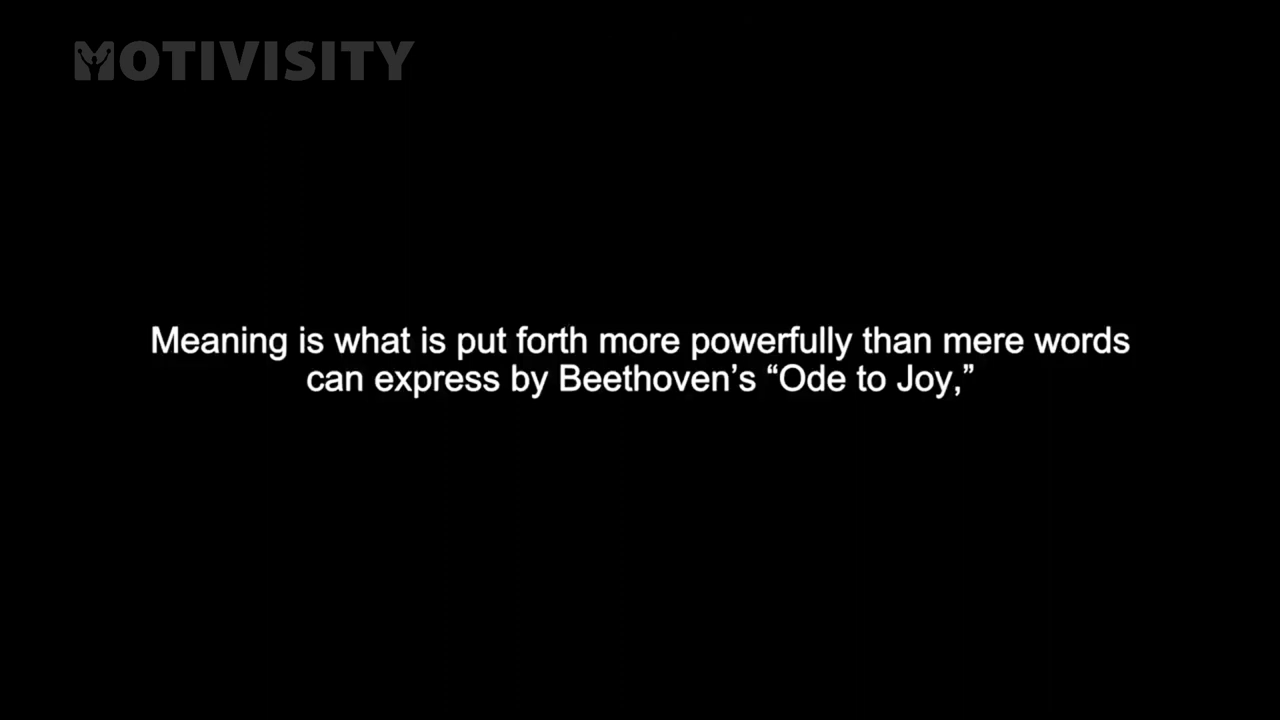 MOTIVISITY
Meaning is what is put forth more powerfully than mere words
can express by Beethoven’s “Ode to Joy,”